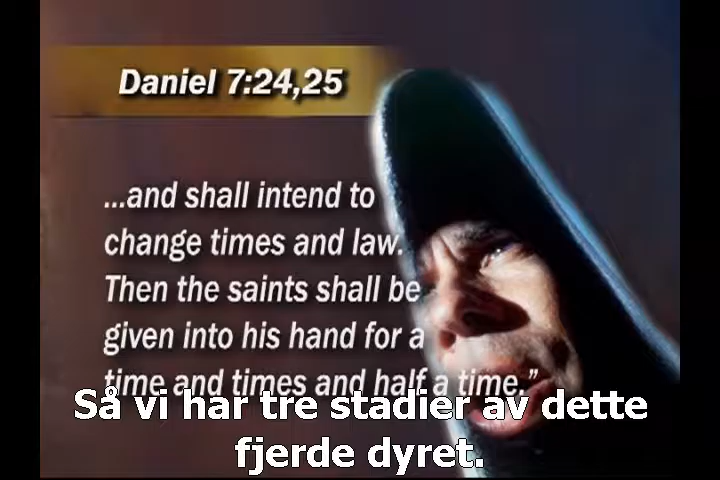 Daniel 7:24,25
...and shall intend to
change times and law.
Then the saints shall be
given into his hand for a
time and times and half a time.”
Så vi har tre stadier av dette
fjerde dyret.